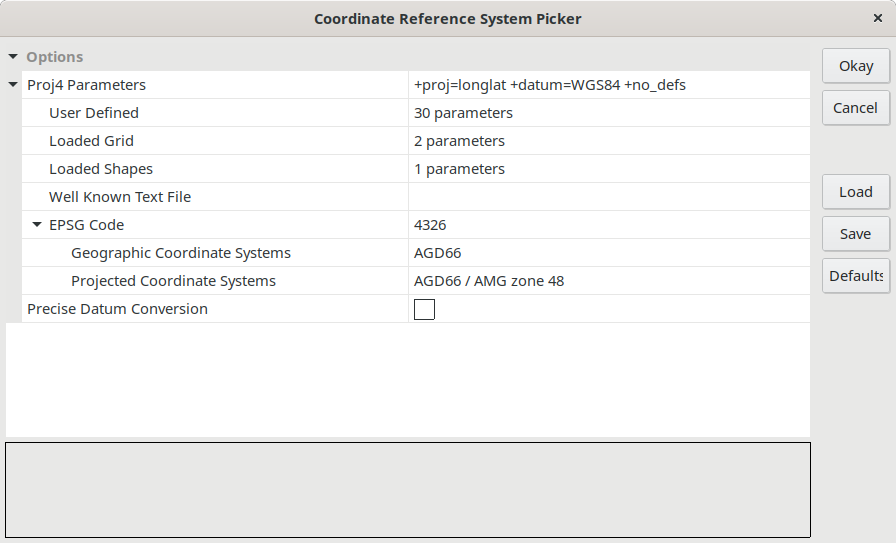 Coordinate Reference System Picker
Options
Proj4 Parameters +proj=longlat +datum=WGS84 +no_defs
User Defined 30 parameters
Loaded Grid 2 parameters
Loaded Shapes 1 parameters
Well Known Text File
EPSG Code 4326
Geographic Coordinate Systems AGD66
Projected Coordinate Systems AGD66 / AMG zone 48
Precise Datum Conversion
Okay
Cancel
Load
Save
Defaults